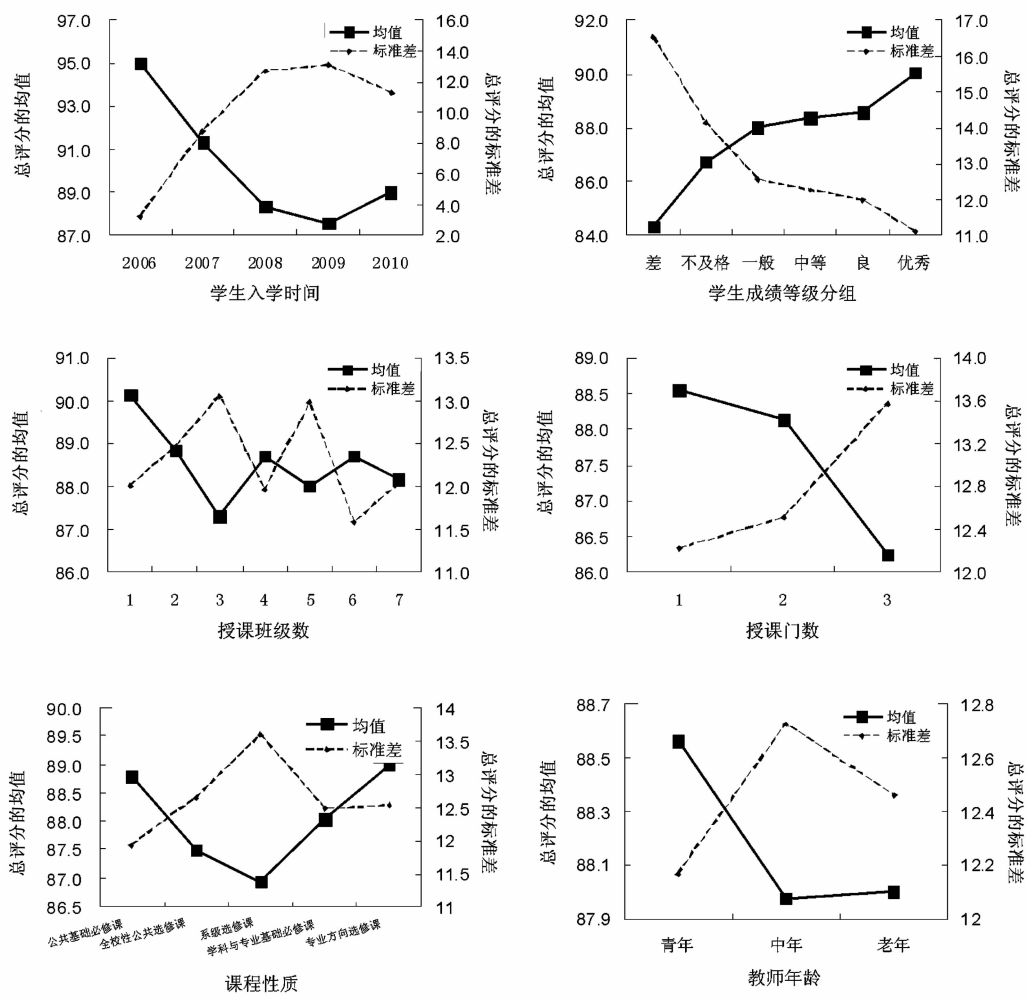 97.0
95.0
93.0
91.0
89.0
87.0
总评分的均值
16.0
14.0
12.0
10.0
8.0
6.0
4.0
2.0
总评分的标准差
均值
标准差
2006 2007 2008 2009 2010
学生入学时间
92.0
90.0
88.0
86.0
84.0
总评分的均值
17.0
16.0
15.0
14.0
13.0
12.0
11.0
总评分的标准差
均值
标准差
差 不及格 一般 中等 良 优秀
学生成绩等级分组
91.0
90.0
89.0
88.0
87.0
86.0
总评分的均值
13.5
13.0
12.5
12.0
11.5
11.0
总评分的标准差
均值
标准差
1 2 3 4 5 6 7
授课班级数
89.0
88.5
88.0
87.5
87.0
86.5
86.0
总评分的均值
14.0
13.6
13.2
12.8
12.4
12.0
总评分的标准差
均值
标准差
1 2 3
授课门数
90.0
89.5
89.0
88.5
88.0
87.5
87.0
86.5
总评分的均值
14
13.5
13
12.5
12
11.5
11
总评分的标准差
均值
标准差
公共基础必修课 全校性公共选修课 系级选修课 学科与专业基础必修课 专业方向选修课
课程性质
88.7
88.5
88.3
88.1
87.9
总评分的均值
12.8
12.6
12.4
12.2
12
总评分的标准差
均值
标准差
青年 中年 老年
教师年龄